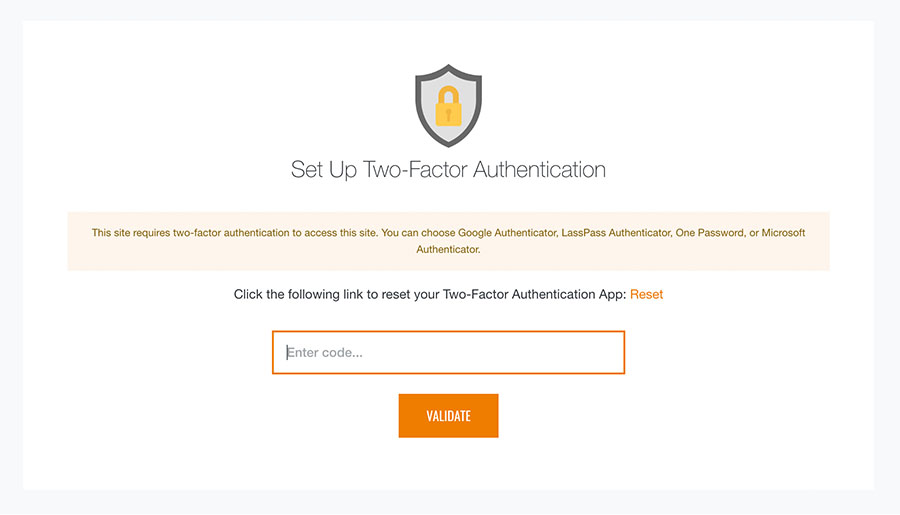 Set Up Two-Factor Authentication
This site requires two-factor authentication to access this site. You can choose Google Authenticator, LassPass Authenticator, One Password, or Microsoft
Authenticator.
Click the following link to reset your Two-Factor Authentication App: Reset
Enter code...
VALIDATE